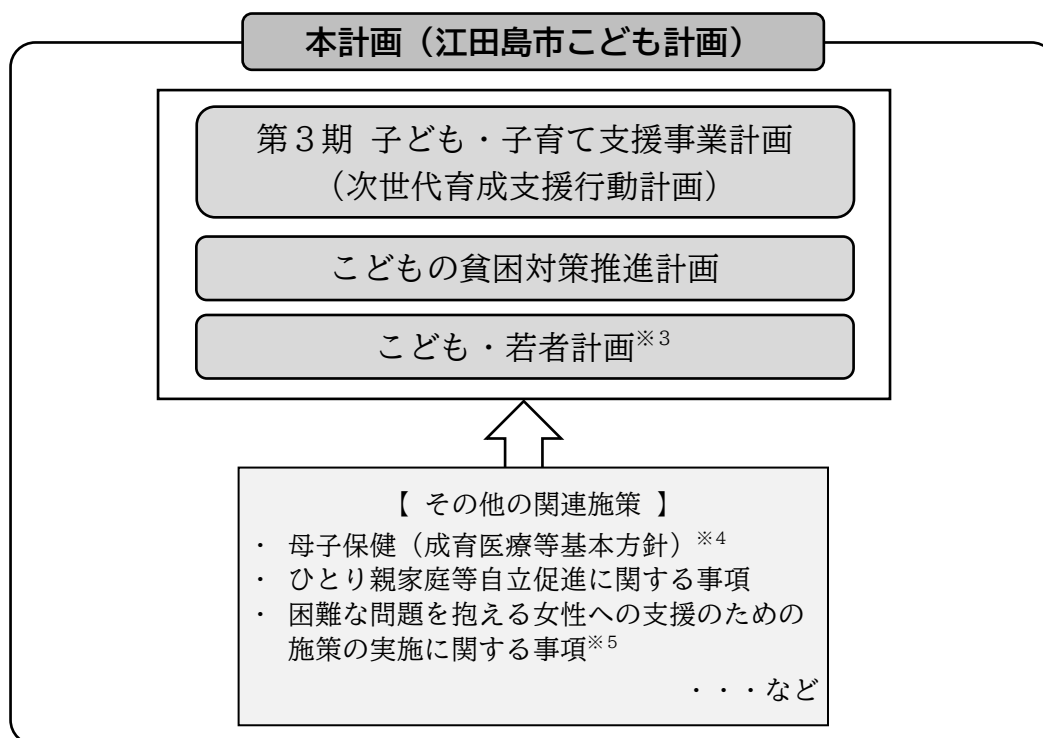 本計画（江田島市こども計画）
第３期 子ども・子育て支援事業計画
（次世代育成支援行動計画）
こどもの貧困対策推進計画
こども・若者計画※３
【 その他の関連施策 】
・ 母子保健（成育医療等基本方針）※４
・ ひとり親家庭等自立促進に関する事項
・ 困難な問題を抱える女性への支援のための
施策の実施に関する事項※５
・・・など